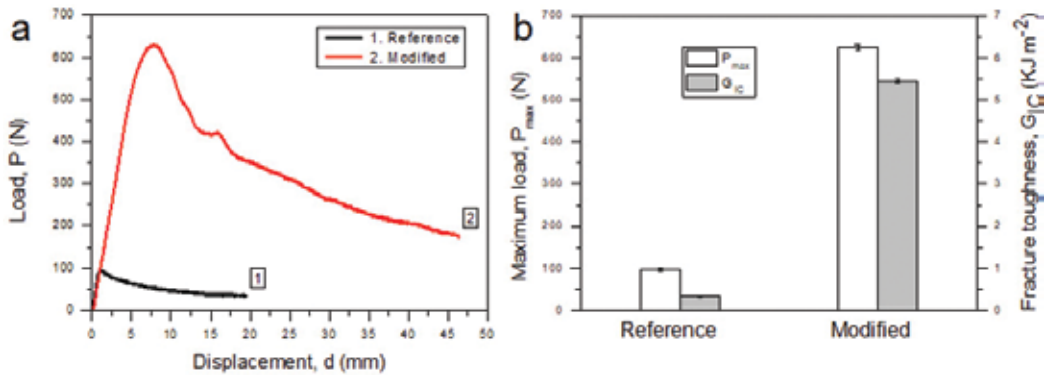 a
700
600
500
400
300
200
100
0
Load, P (N)
1. Reference
2. Modified
1
2
0 5 10 15 20 25 30 35 40 45 50
Displacement, d (mm)
b
700
600
500
400
300
200
100
0
Maximum load, Pmax (N)
Pmax
GIC
Reference Modified
7
6
5
4
3
2
1
0
Fracture toughness, GIC (KJ m-2)